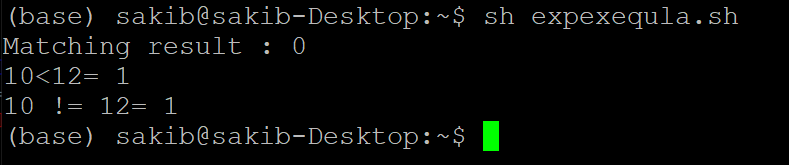 (base) sakib@sakib-Desktop:~$ sh expexequla.sh
Matching result : 0
10<12= 1
10 != 12= 1
(base) sakib@sakib-Desktop:~$